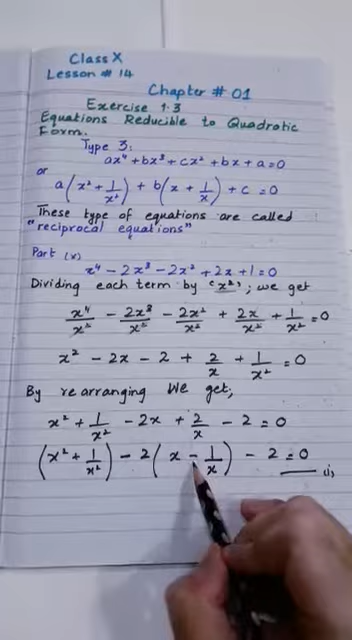 Class X
Lesson # 14
Chapter # 01
Exercise 1.3
Equations Reducible to Quadratic
Form.
Type 3:
ax⁴ + bx³ + cx² + bx + a = 0
or
a(x² + 1/x²) + b(x + 1/x) + c = 0
These type of equations are called
"reciprocal equations"
Part (x)
x⁴ - 2x³ - 2x² + 2x + 1 = 0
Dividing each term by "x²", we get
x⁴/x² - 2x³/x² - 2x²/x² + 2x/x² + 1/x² = 0
x² - 2x - 2 + 2/x + 1/x² = 0
By rearranging We get;
x² + 1/x² - 2x + 2/x - 2 = 0
(x² + 1/x²) - 2(x - 1/x) - 2 = 0 — (i)